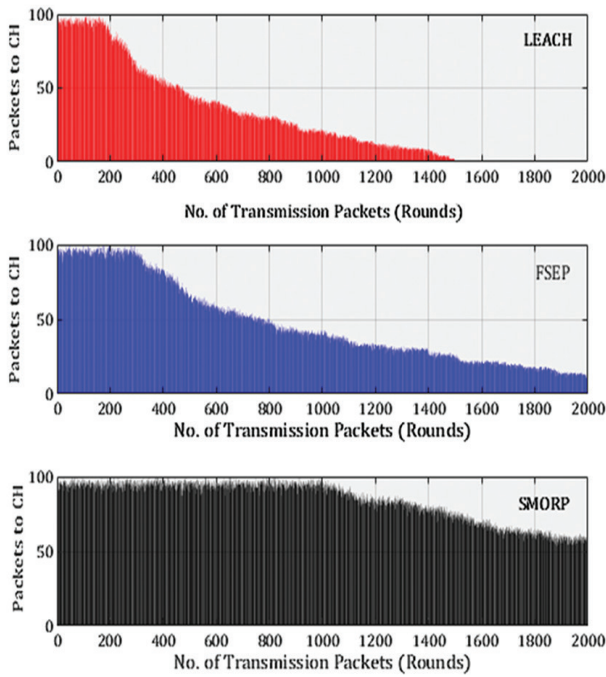 100
LEACH
Packets to CH
50
0
0 200 400 600 800 1000 1200 1400 1600 1800 2000
No. of Transmission Packets (Rounds)
100
FSEP
Packets to CH
50
0
0 200 400 600 800 1000 1200 1400 1600 1800 2000
No. of Transmission Packets (Rounds)
100
SMORP
Packets to CH
50
0
0 200 400 600 800 1000 1200 1400 1600 1800 2000
No. of Transmission Packets (Rounds)